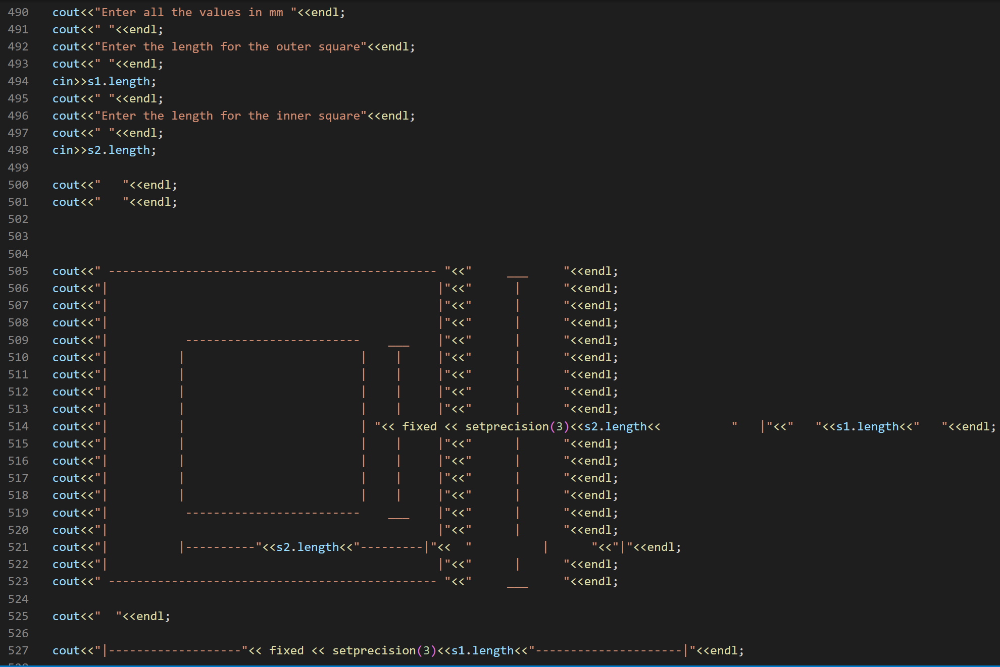 490 cout<<"Enter all the values in mm "<<endl;
491 cout<<" "<<endl;
492 cout<<"Enter the length for the outer square"<<endl;
493 cout<<" "<<endl;
494 cin>>s1.length;
495 cout<<" "<<endl;
496 cout<<"Enter the length for the inner square"<<endl;
497 cout<<" "<<endl;
498 cin>>s2.length;
499
500 cout<<"   "<<endl;
501 cout<<"   "<<endl;
502
503
504
505 cout<<" ----------------------------------------------- "<<"     ___     "<<endl;
506 cout<<"|                                               |"<<"      |      "<<endl;
507 cout<<"|                                               |"<<"      |      "<<endl;
508 cout<<"|                                               |"<<"      |      "<<endl;
509 cout<<"|           -------------------------    ___    |"<<"      |      "<<endl;
510 cout<<"|          |                         |    |     |"<<"      |      "<<endl;
511 cout<<"|          |                         |    |     |"<<"      |      "<<endl;
512 cout<<"|          |                         |    |     |"<<"      |      "<<endl;
513 cout<<"|          |                         |    |     |"<<"      |      "<<endl;
514 cout<<"|          |                         | "<< fixed << setprecision(3)<<s2.length<<          "   |"<<"   "<<s1.length<<"   "<<endl;
515 cout<<"|          |                         |    |     |"<<"      |      "<<endl;
516 cout<<"|          |                         |    |     |"<<"      |      "<<endl;
517 cout<<"|          |                         |    |     |"<<"      |      "<<endl;
518 cout<<"|          |                         |    |     |"<<"      |      "<<endl;
519 cout<<"|           -------------------------    ___    |"<<"      |      "<<endl;
520 cout<<"|                                               |"<<"      |      "<<endl;
521 cout<<"|          |----------"<<s2.length<<"---------|"<<  "          |      "<<"|"<<endl;
522 cout<<"|                                               |"<<"      |      "<<endl;
523 cout<<" ----------------------------------------------- "<<"     ___     "<<endl;
524
525 cout<<"  "<<endl;
526
527 cout<<"|-------------------"<< fixed << setprecision(3)<<s1.length<<"---------------------|"<<endl;